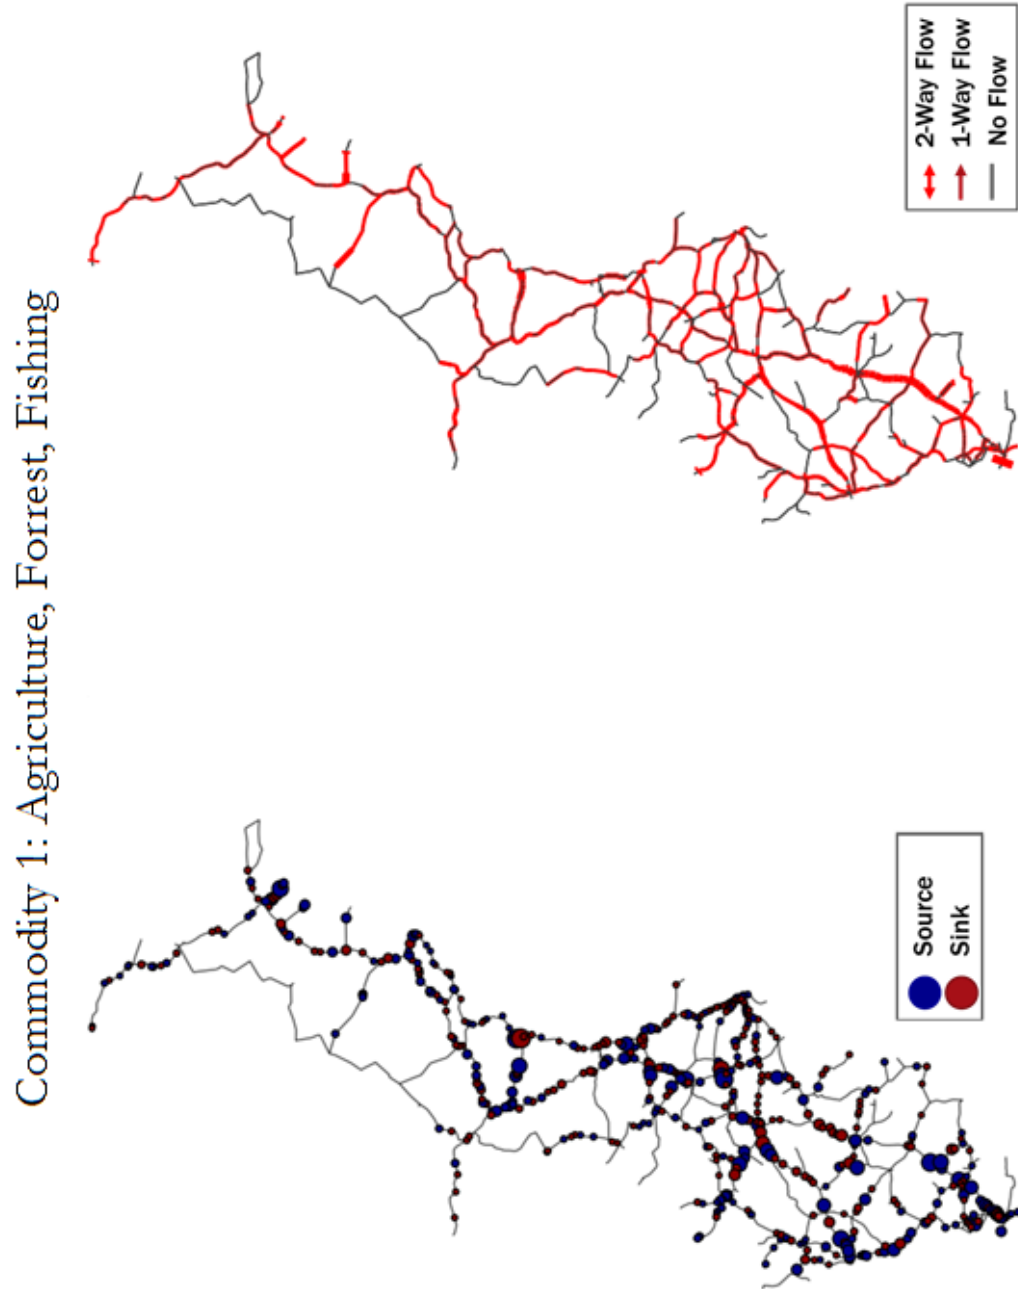 Commodity 1: Agriculture, Forrest, Fishing
Source
Sink
2-Way Flow
1-Way Flow
No Flow